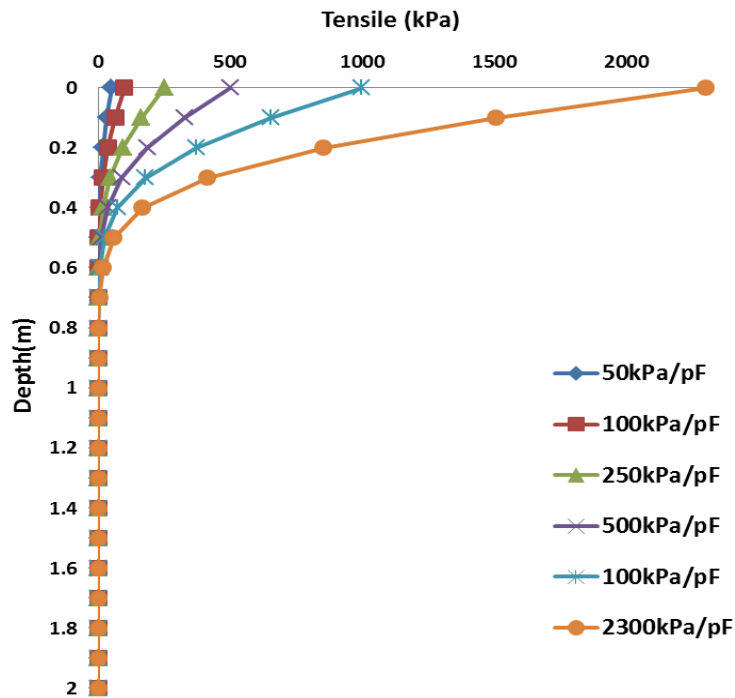 Tensile (kPa)
0 500 1000 1500 2000
0
0.2
0.4
0.6
0.8
1
1.2
1.4
1.6
1.8
2
Depth(m)
50kPa/pF
100kPa/pF
250kPa/pF
500kPa/pF
100kPa/pF
2300kPa/pF